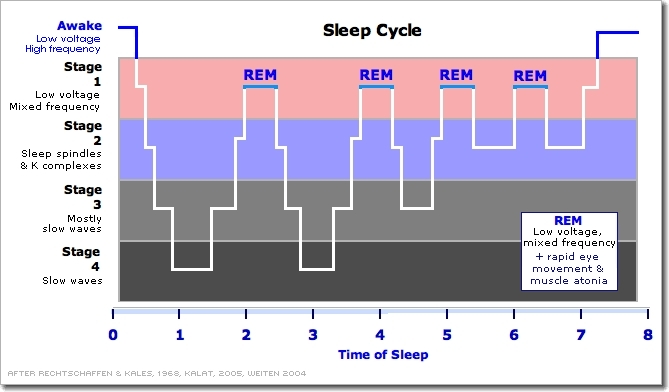 Sleep Cycle
Awake
Low voltage
High frequency
Stage
1
Low voltage
Mixed frequency
Stage
2
Sleep spindles
& K complexes
Stage
3
Mostly
slow waves
Stage
4
Slow waves
REM
REM
REM
REM
REM
Low voltage,
mixed frequency
+ rapid eye
movement &
muscle atonia
0 1 2 3 4 5 6 7 8
Time of Sleep
AFTER RECHTSCHAFFEN & KALES, 1968, KALAT, 2005, WEITEN 2004